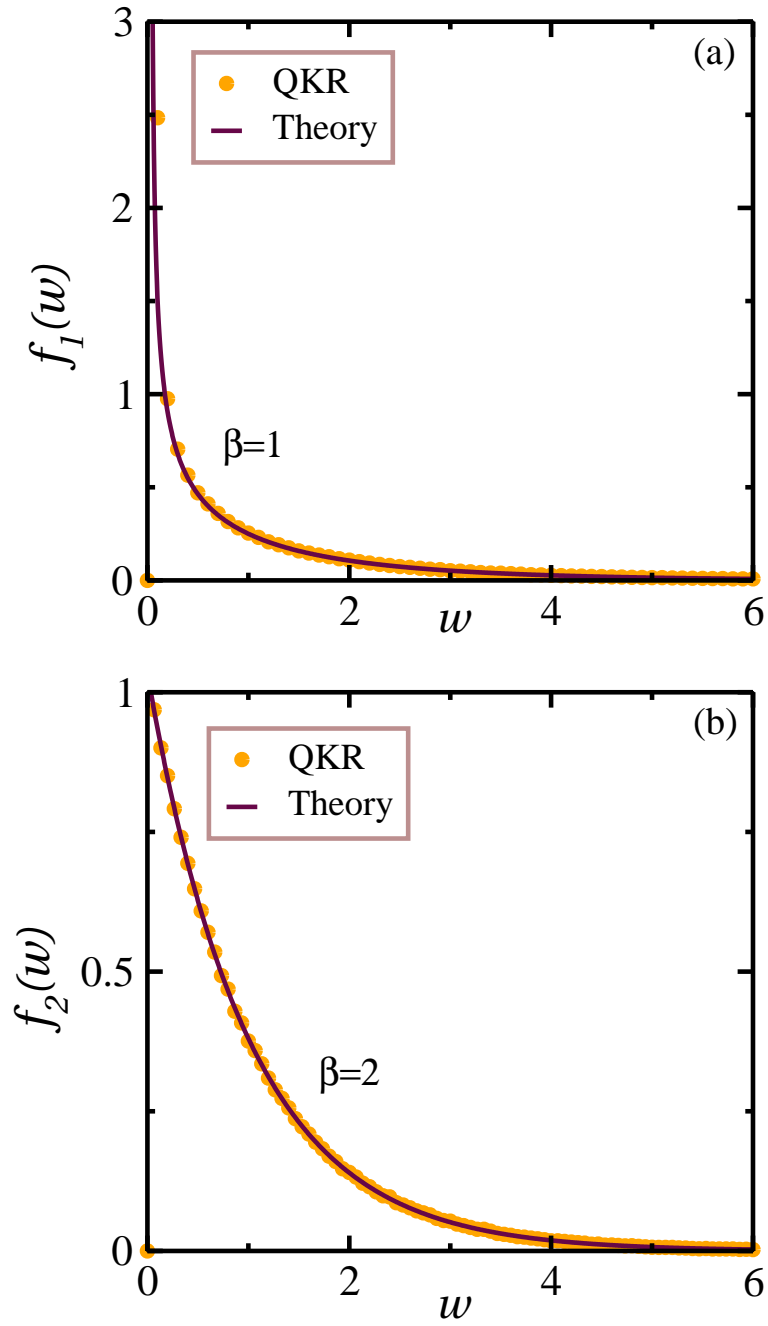 3
(a)
QKR
Theory
2
f1(w)
1
β=1
0
0 2 4 6
w
1
(b)
QKR
Theory
0.5
f2(w)
β=2
0
0 2 4 6
w